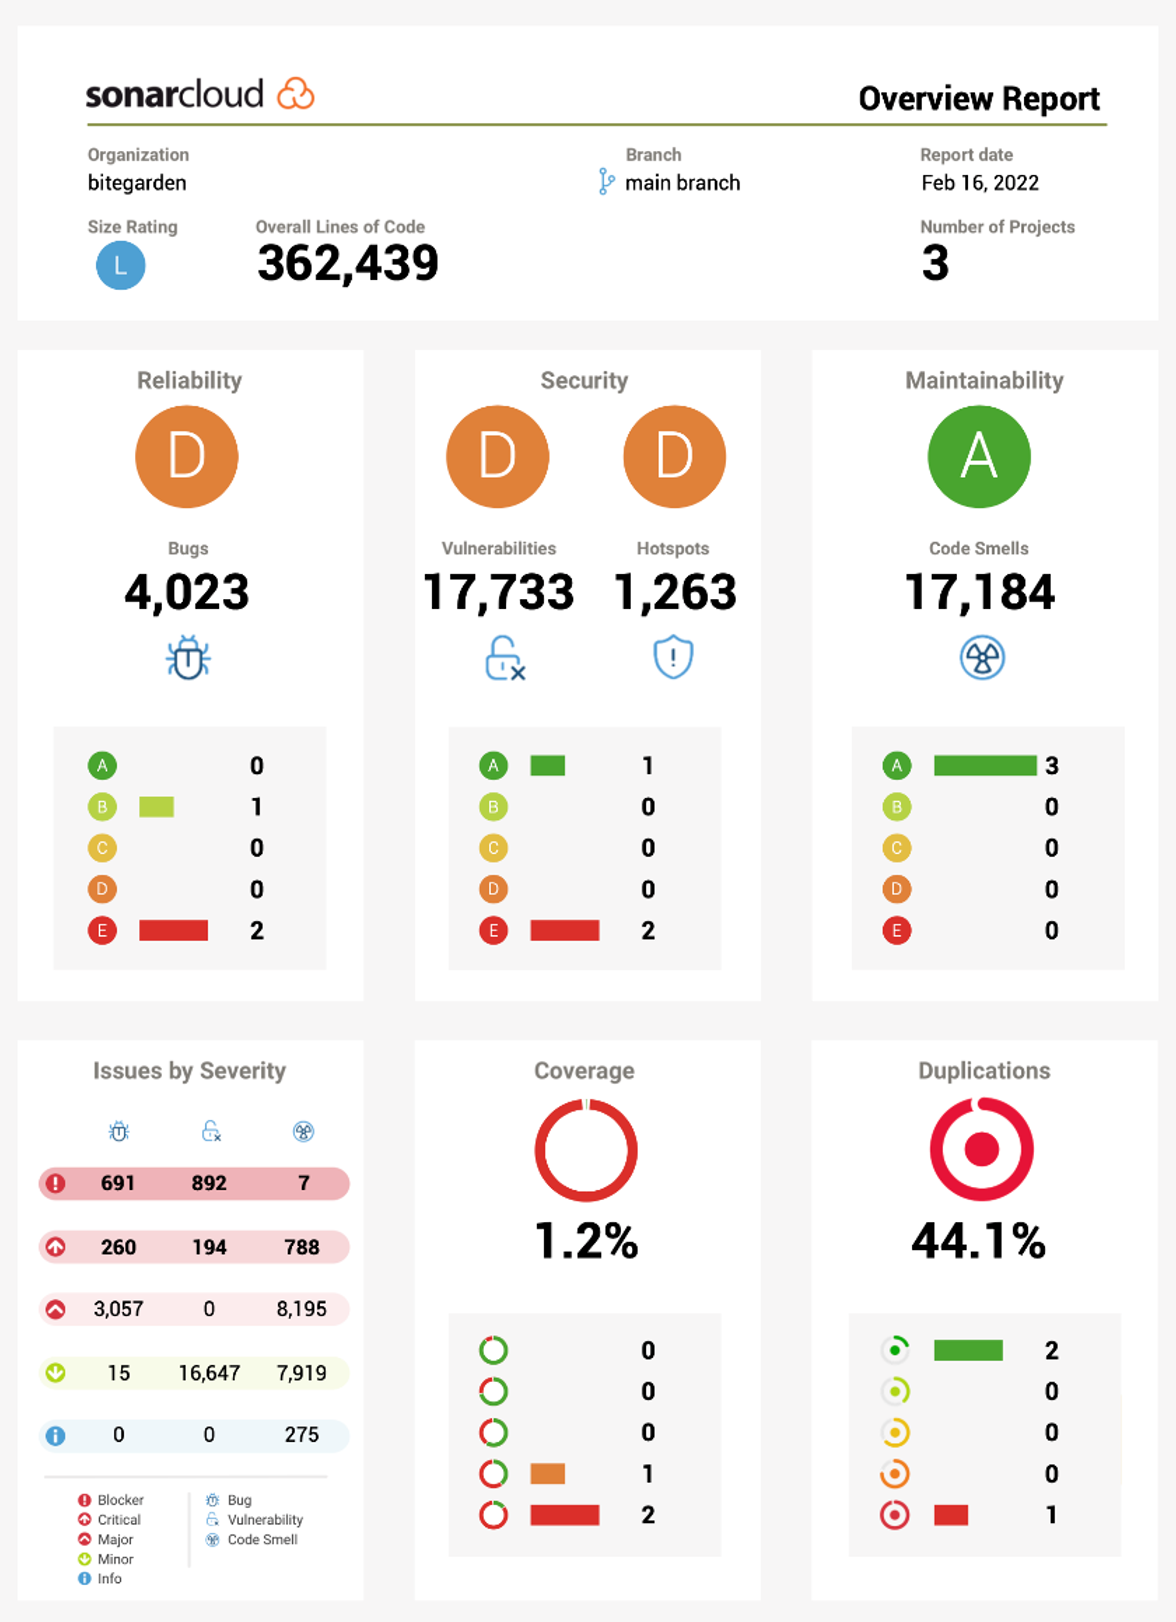 sonarcloud
Overview Report
Organization
bitegarden
Branch
main branch
Report date
Feb 16, 2022
Size Rating
L
Overall Lines of Code
362,439
Number of Projects
3
Reliability
D
Bugs
4,023
A 0
B 1
C 0
D 0
E 2
Security
D D
Vulnerabilities Hotspots
17,733 1,263
A 1
B 0
C 0
D 0
E 2
Maintainability
A
Code Smells
17,184
A 3
B 0
C 0
D 0
E 0
Issues by Severity
691 892 7
260 194 788
3,057 0 8,195
15 16,647 7,919
0 0 275
Blocker
Critical
Major
Minor
Info
Bug
Vulnerability
Code Smell
Coverage
1.2%
0
0
0
1
2
Duplications
44.1%
2
0
0
0
1